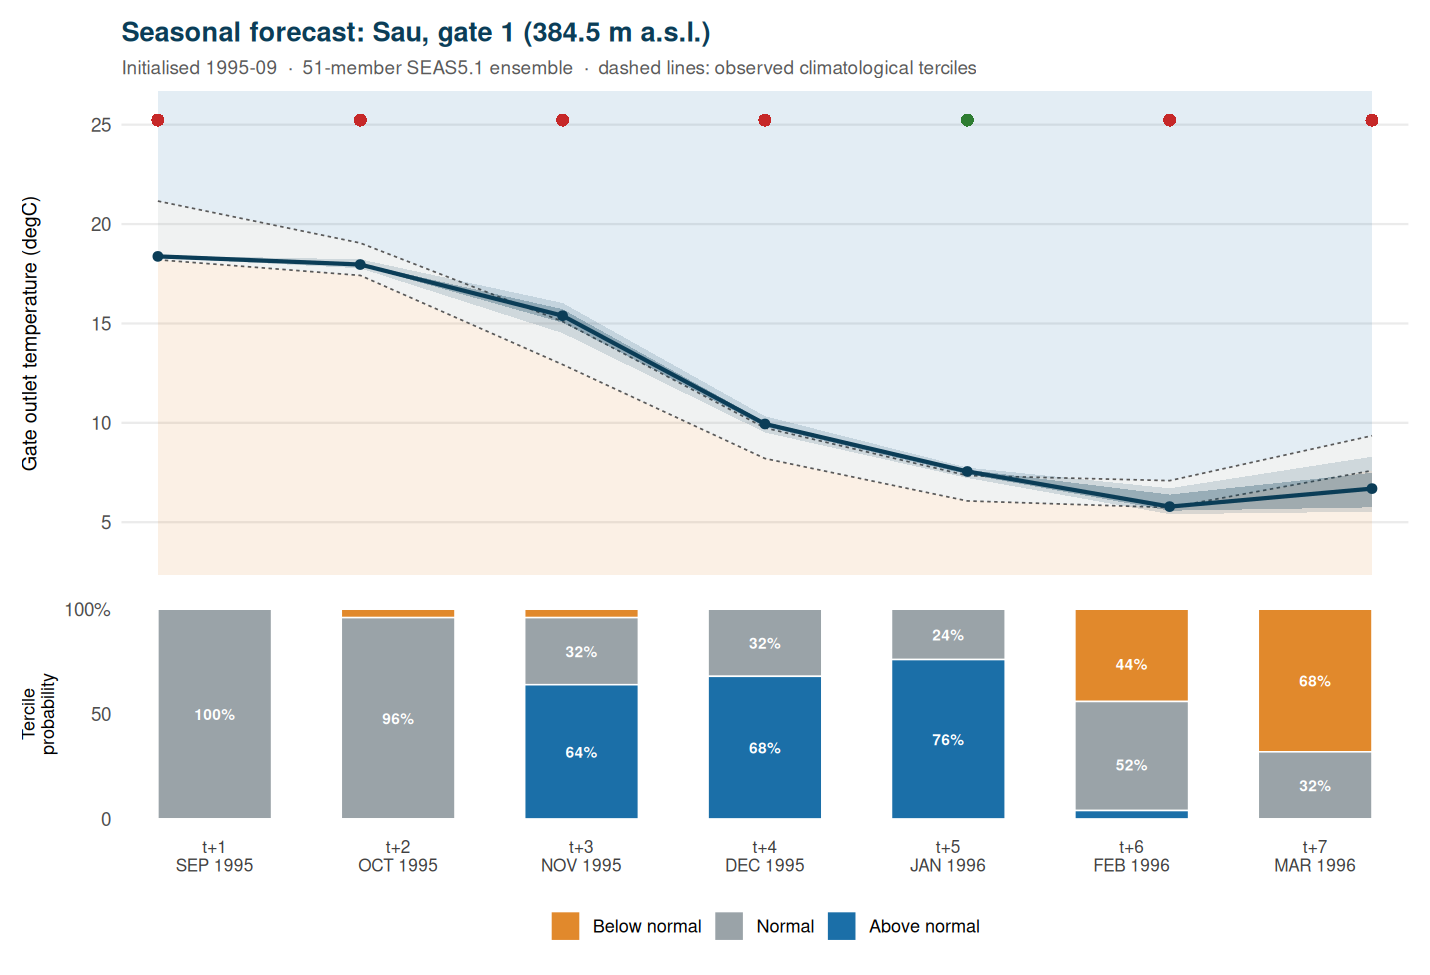 Seasonal forecast: Sau, gate 1 (384.5 m a.s.l.)
Initialised 1995-09 · 51-member SEAS5.1 ensemble · dashed lines: observed climatological terciles
Gate outlet temperature (degC)
25
20
15
10
5
Tercile
probability
100%
50
0
100%
96%
32%
64%
32%
68%
24%
76%
44%
52%
68%
32%
t+1
SEP 1995
t+2
OCT 1995
t+3
NOV 1995
t+4
DEC 1995
t+5
JAN 1996
t+6
FEB 1996
t+7
MAR 1996
Below normal
Normal
Above normal